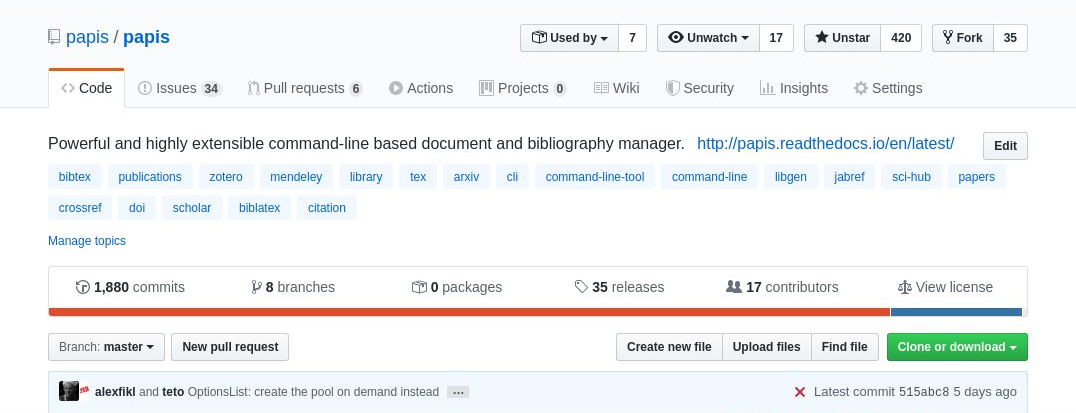 papis / papis Used by 7 Unwatch 17 Unstar 420 Fork 35
Code Issues 34 Pull requests 6 Actions Projects 0 Wiki Security Insights Settings
Powerful and highly extensible command-line based document and bibliography manager. http://papis.readthedocs.io/en/latest/ Edit
bibtex publications zotero mendeley library tex arxiv cli command-line-tool command-line libgen jabref sci-hub papers
crossref doi scholar biblatex citation
Manage topics
1,880 commits 8 branches 0 packages 35 releases 17 contributors View license
Branch: master New pull request Create new file Upload files Find file Clone or download
alexfikl and teto OptionsList: create the pool on demand instead ... Latest commit 515abc8 5 days ago